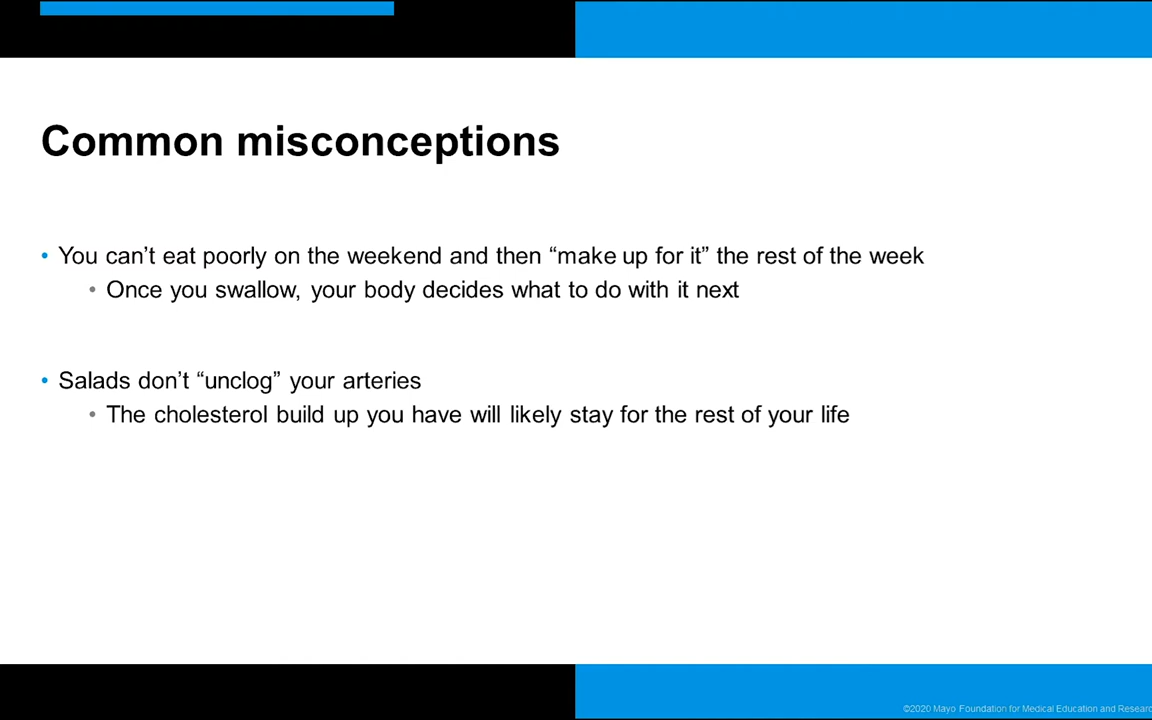 Common misconceptions
• You can’t eat poorly on the weekend and then “make up for it” the rest of the week
• Once you swallow, your body decides what to do with it next
• Salads don’t “unclog” your arteries
• The cholesterol build up you have will likely stay for the rest of your life
©2020 Mayo Foundation for Medical Education and Researc